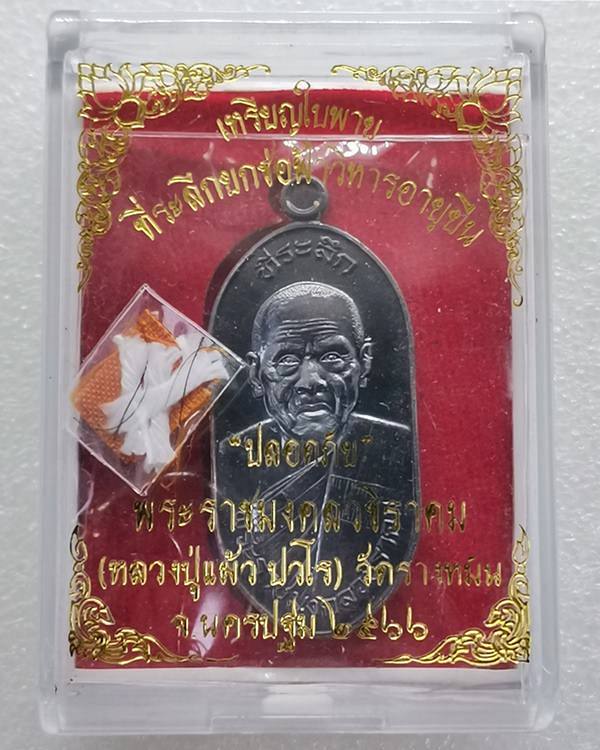 เหรียญใบพาย
ที่ระลึกยกช่อฟ้าวิหารอายุยืน
ที่ระลึก
"ปลอดภัย"
พระราชมงคลวชิราคม
(หลวงปู่แผ้ว ปวโร) วัดรางหมัน
จ.นครปฐม ๒๕๖๖